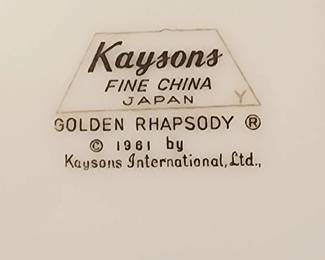 Kaysons
FINE CHINA
JAPAN
Y
GOLDEN RHAPSODY ®
© 1961 by
Kaysons International, Ltd.,